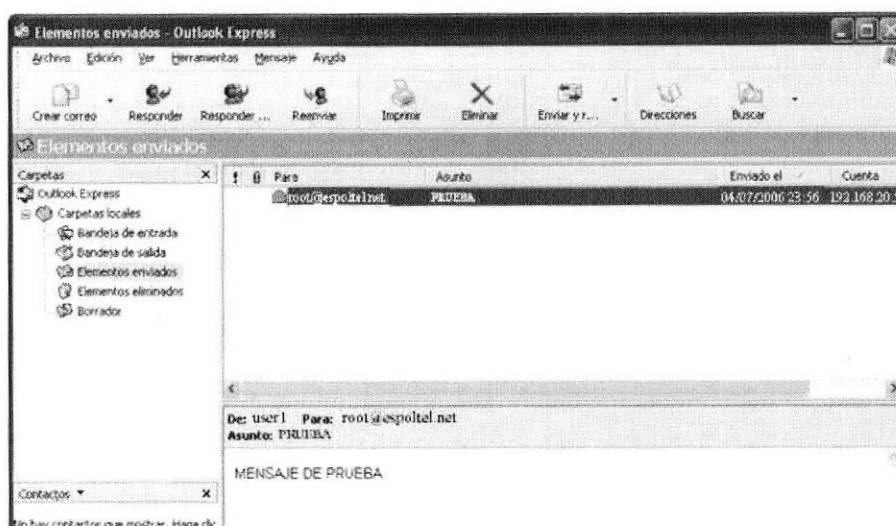 Elementos enviados - Outlook Express
Archivo Edición Ver Herramientas Mensaje Ayuda
Crear correo Responder Responder ... Reenviar Imprimir Eliminar Enviar y r... Direcciones Buscar
Elementos enviados
Carpetas
! Para Asunto Enviado el Cuenta
Outlook Express
root@espoltel.net PRUEBA 04/07/2006 23:56 192.168.20
Carpetas locales
Bandeja de entrada
Bandeja de salida
Elementos enviados
Elementos eliminados
Borrador
De: user1 Para: root@espoltel.net
Asunto: PRUEBA
MENSAJE DE PRUEBA
Contactos
No hay contactos que mostrar. Haga clic